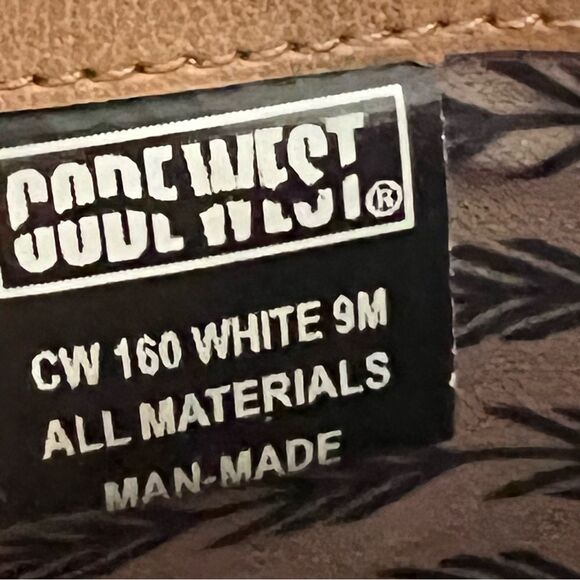 CODE WEST®
CW 160 WHITE 9M
ALL MATERIALS
MAN-MADE